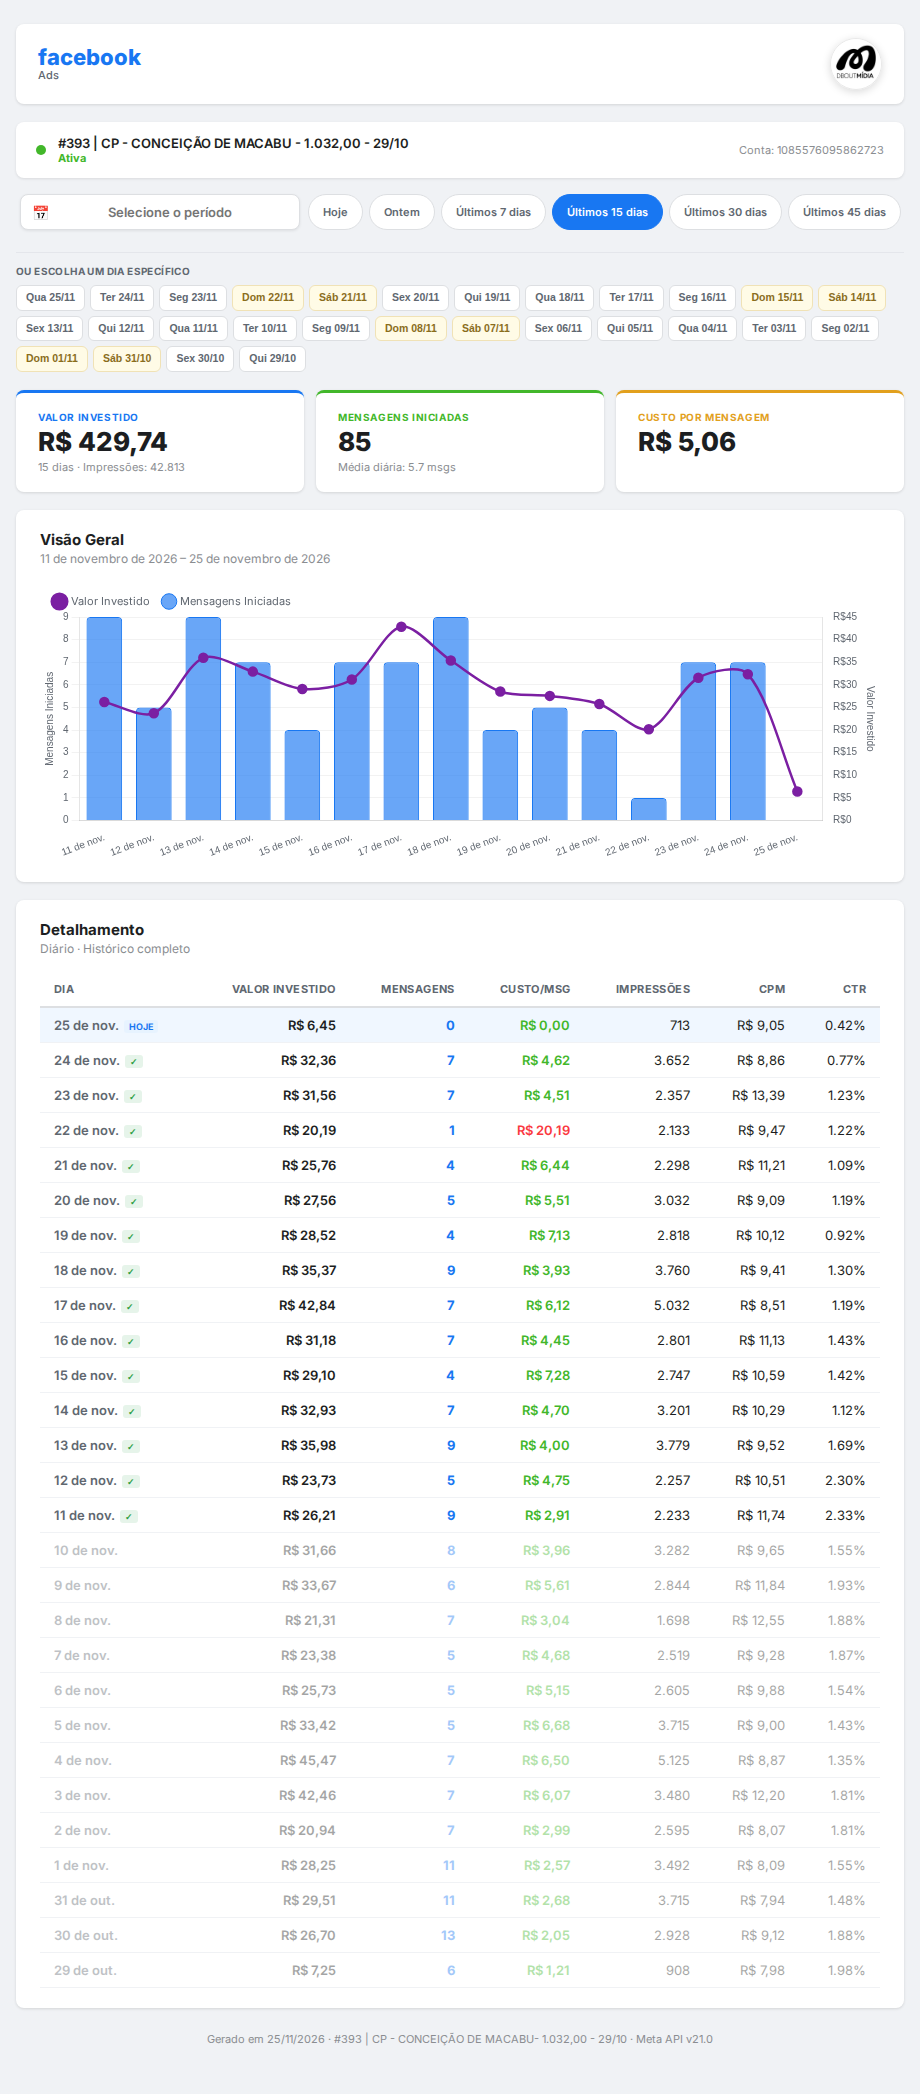 facebook
Ads
DBOUTMÍDIA
#393 | CP - CONCEIÇÃO DE MACABU - 1.032,00 - 29/10
Ativa
Conta: 1085576095862723
Selecione o período
Hoje
Ontem
Últimos 7 dias
Últimos 15 dias
Últimos 30 dias
Últimos 45 dias
OU ESCOLHA UM DIA ESPECÍFICO
Qua 25/11 Ter 24/11 Seg 23/11 Dom 22/11 Sáb 21/11 Sex 20/11 Qui 19/11 Qua 18/11 Ter 17/11 Seg 16/11 Dom 15/11 Sáb 14/11
Sex 13/11 Qui 12/11 Qua 11/11 Ter 10/11 Seg 09/11 Dom 08/11 Sáb 07/11 Sex 06/11 Qui 05/11 Qua 04/11 Ter 03/11 Seg 02/11
Dom 01/11 Sáb 31/10 Sex 30/10 Qui 29/10
VALOR INVESTIDO
R$ 429,74
15 dias · Impressões: 42.813
MENSAGENS INICIADAS
85
Média diária: 5.7 msgs
CUSTO POR MENSAGEM
R$ 5,06
Visão Geral
11 de novembro de 2026 – 25 de novembro de 2026
Valor Investido
Mensagens Iniciadas
9 R$45
8 R$40
7 R$35
6 R$30
5 R$25
4 R$20
3 R$15
2 R$10
1 R$5
0 R$0
Mensagens Iniciadas
Valor Investido
11 de nov. 12 de nov. 13 de nov. 14 de nov. 15 de nov. 16 de nov. 17 de nov. 18 de nov. 19 de nov. 20 de nov. 21 de nov. 22 de nov. 23 de nov. 24 de nov. 25 de nov.
Detalhamento
Diário · Histórico completo
DIA VALOR INVESTIDO MENSAGENS CUSTO/MSG IMPRESSÕES CPM CTR
25 de nov. HOJE R$ 6,45 0 R$ 0,00 713 R$ 9,05 0.42%
24 de nov. ✓ R$ 32,36 7 R$ 4,62 3.652 R$ 8,86 0.77%
23 de nov. ✓ R$ 31,56 7 R$ 4,51 2.357 R$ 13,39 1.23%
22 de nov. ✓ R$ 20,19 1 R$ 20,19 2.133 R$ 9,47 1.22%
21 de nov. ✓ R$ 25,76 4 R$ 6,44 2.298 R$ 11,21 1.09%
20 de nov. ✓ R$ 27,56 5 R$ 5,51 3.032 R$ 9,09 1.19%
19 de nov. ✓ R$ 28,52 4 R$ 7,13 2.818 R$ 10,12 0.92%
18 de nov. ✓ R$ 35,37 9 R$ 3,93 3.760 R$ 9,41 1.30%
17 de nov. ✓ R$ 42,84 7 R$ 6,12 5.032 R$ 8,51 1.19%
16 de nov. ✓ R$ 31,18 7 R$ 4,45 2.801 R$ 11,13 1.43%
15 de nov. ✓ R$ 29,10 4 R$ 7,28 2.747 R$ 10,59 1.42%
14 de nov. ✓ R$ 32,93 7 R$ 4,70 3.201 R$ 10,29 1.12%
13 de nov. ✓ R$ 35,98 9 R$ 4,00 3.779 R$ 9,52 1.69%
12 de nov. ✓ R$ 23,73 5 R$ 4,75 2.257 R$ 10,51 2.30%
11 de nov. ✓ R$ 26,21 9 R$ 2,91 2.233 R$ 11,74 2.33%
10 de nov. R$ 31,66 8 R$ 3,96 3.282 R$ 9,65 1.55%
9 de nov. R$ 33,67 6 R$ 5,61 2.844 R$ 11,84 1.93%
8 de nov. R$ 21,31 7 R$ 3,04 1.698 R$ 12,55 1.88%
7 de nov. R$ 23,38 5 R$ 4,68 2.519 R$ 9,28 1.87%
6 de nov. R$ 25,73 5 R$ 5,15 2.605 R$ 9,88 1.54%
5 de nov. R$ 33,42 5 R$ 6,68 3.715 R$ 9,00 1.43%
4 de nov. R$ 45,47 7 R$ 6,50 5.125 R$ 8,87 1.35%
3 de nov. R$ 42,46 7 R$ 6,07 3.480 R$ 12,20 1.81%
2 de nov. R$ 20,94 7 R$ 2,99 2.595 R$ 8,07 1.81%
1 de nov. R$ 28,25 11 R$ 2,57 3.492 R$ 8,09 1.55%
31 de out. R$ 29,51 11 R$ 2,68 3.715 R$ 7,94 1.48%
30 de out. R$ 26,70 13 R$ 2,05 2.928 R$ 9,12 1.88%
29 de out. R$ 7,25 6 R$ 1,21 908 R$ 7,98 1.98%
Gerado em 25/11/2026 · #393 | CP - CONCEIÇÃO DE MACABU- 1.032,00 - 29/10 · Meta API v21.0